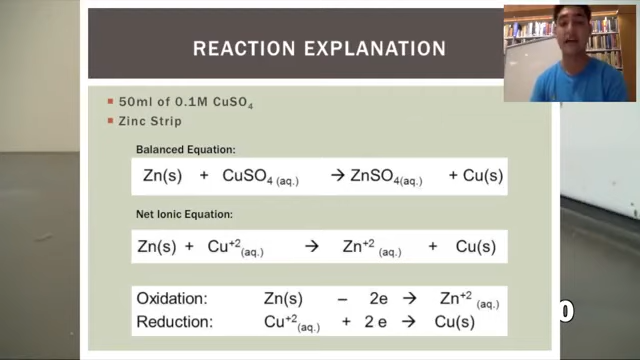 REACTION EXPLANATION
50ml of 0.1M CuSO₄
Zinc Strip
Balanced Equation:
Zn(s) + CuSO₄ (aq.) → ZnSO₄(aq.) + Cu(s)
Net Ionic Equation:
Zn(s) + Cu⁺²(aq.) → Zn⁺² (aq.) + Cu(s)
Oxidation: Zn(s) – 2e → Zn⁺² (aq.)
Reduction: Cu⁺²(aq.) + 2 e → Cu(s)
0